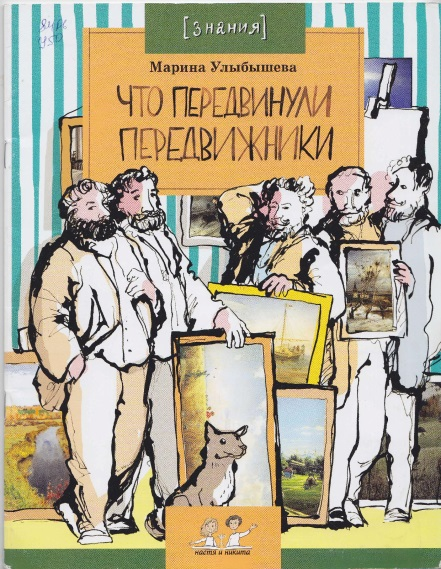 [знания]
Марина Улыбышева
ЧТО ПЕРЕДВИНУЛИ
ПЕРЕДВИЖНИКИ
настя и никита